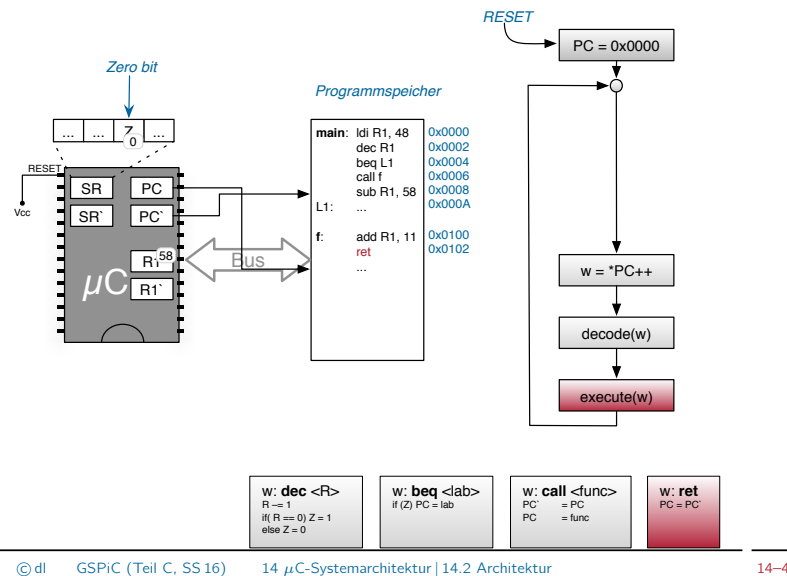 RESET
PC = 0x0000
Zero bit
Programmspeicher
... ... Z ...
0
main: ldi R1, 48 0x0000
dec R1 0x0002
beq L1 0x0004
call f 0x0006
sub R1, 58 0x0008
L1: ... 0x000A
f: add R1, 11 0x0100
ret 0x0102
...
RESET
Vcc
SR PC
SR` PC`
R1 58
R1`
µC
Bus
w = *PC++
decode(w)
execute(w)
w: dec <R>
R –= 1
if( R == 0) Z = 1
else Z = 0
w: beq <lab>
if (Z) PC = lab
w: call <func>
PC` = PC
PC = func
w: ret
PC = PC`
© dl GSPiC (Teil C, SS 16) 14 µC-Systemarchitektur | 14.2 Architektur 14–4